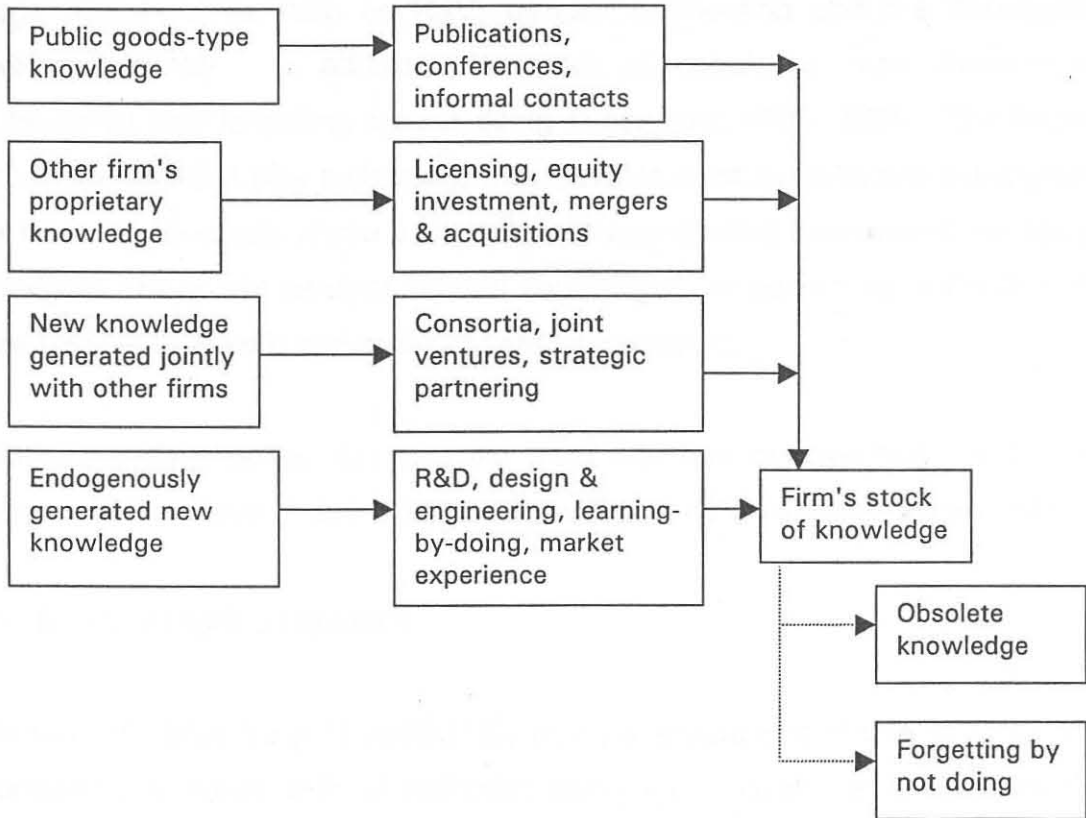 Public goods-type
knowledge
Publications,
conferences,
informal contacts
Other firm's
proprietary
knowledge
Licensing, equity
investment, mergers
& acquisitions
New knowledge
generated jointly
with other firms
Consortia, joint
ventures, strategic
partnering
Endogenously
generated new
knowledge
R&D, design &
engineering, learning-
by-doing, market
experience
Firm's stock
of knowledge
Obsolete
knowledge
Forgetting by
not doing